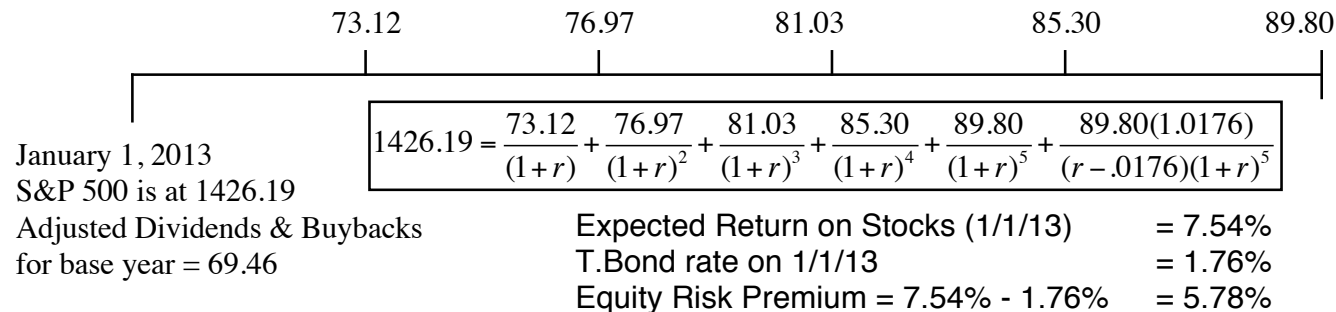 73.12 76.97 81.03 85.30 89.80
1426.19 = 73.12/(1+r) + 76.97/(1+r)^2 + 81.03/(1+r)^3 + 85.30/(1+r)^4 + 89.80/(1+r)^5 + 89.80(1.0176)/((r−.0176)(1+r)^5)
January 1, 2013
S&P 500 is at 1426.19
Adjusted Dividends & Buybacks
for base year = 69.46
Expected Return on Stocks (1/1/13) = 7.54%
T.Bond rate on 1/1/13 = 1.76%
Equity Risk Premium = 7.54% - 1.76% = 5.78%